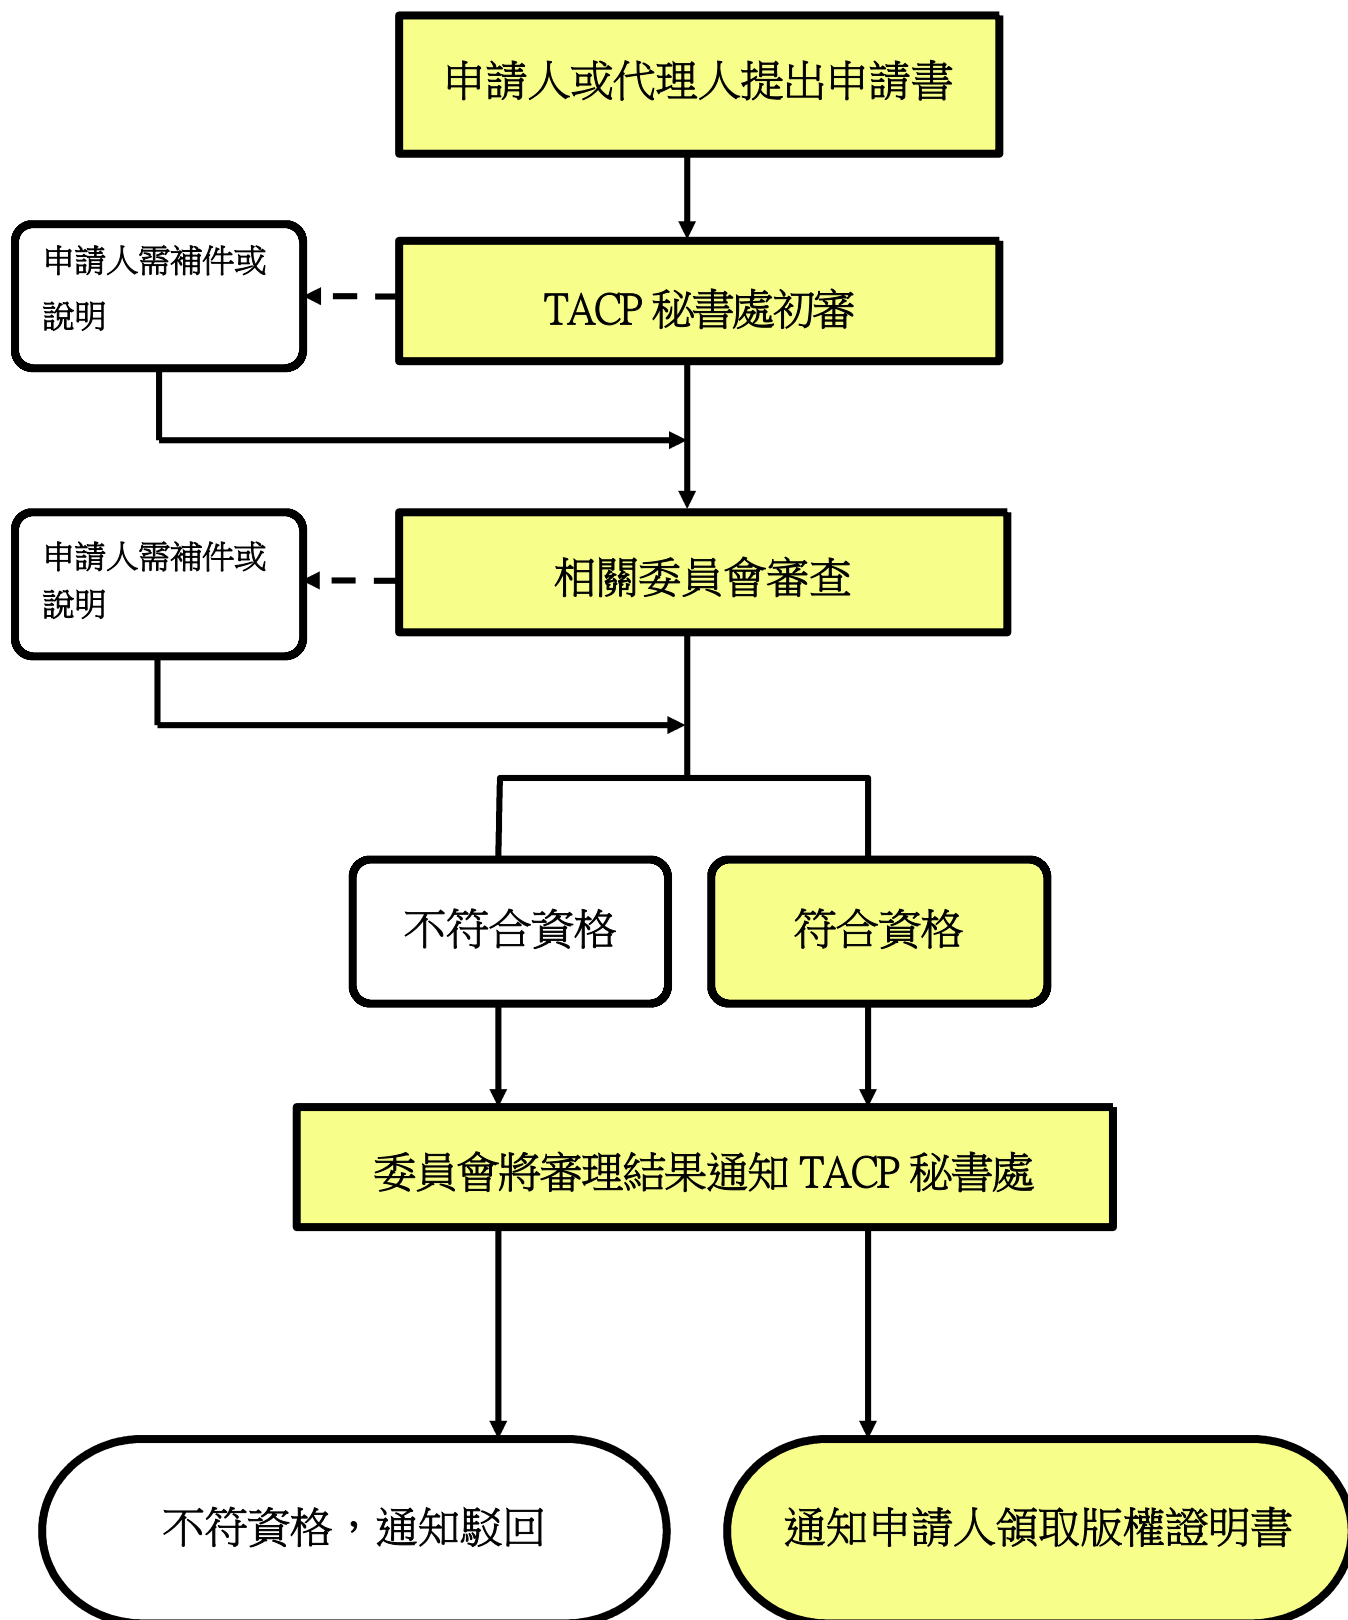 申請人或代理人提出申請書
申請人需補件或
說明
TACP 秘書處初審
申請人需補件或
說明
相關委員會審查
不符合資格
符合資格
委員會將審理結果通知 TACP 秘書處
不符資格，通知駁回
通知申請人領取版權證明書